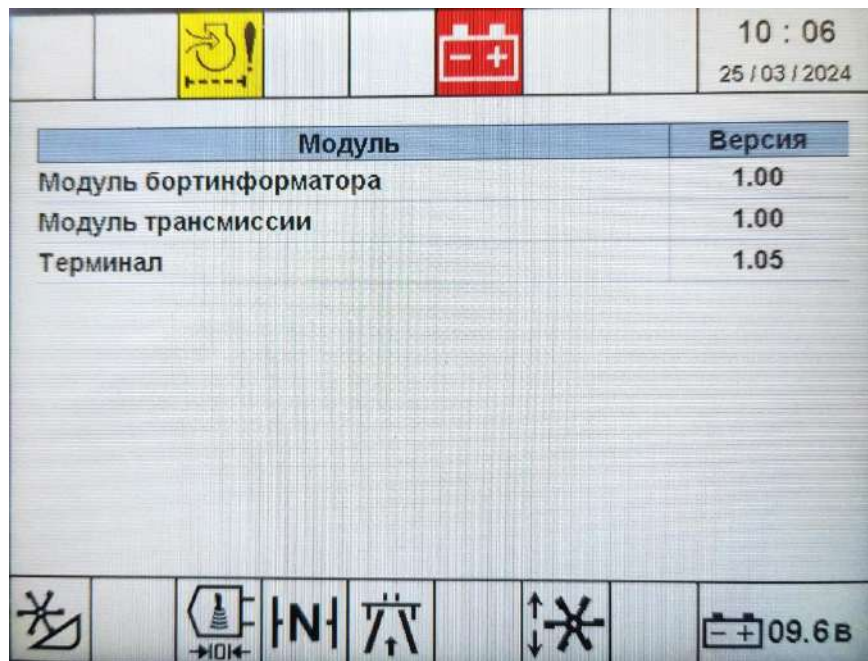 10 : 06
25 / 03 / 2024
Модуль Версия
Модуль бортинформатора 1.00
Модуль трансмиссии 1.00
Терминал 1.05
N 09.6 в